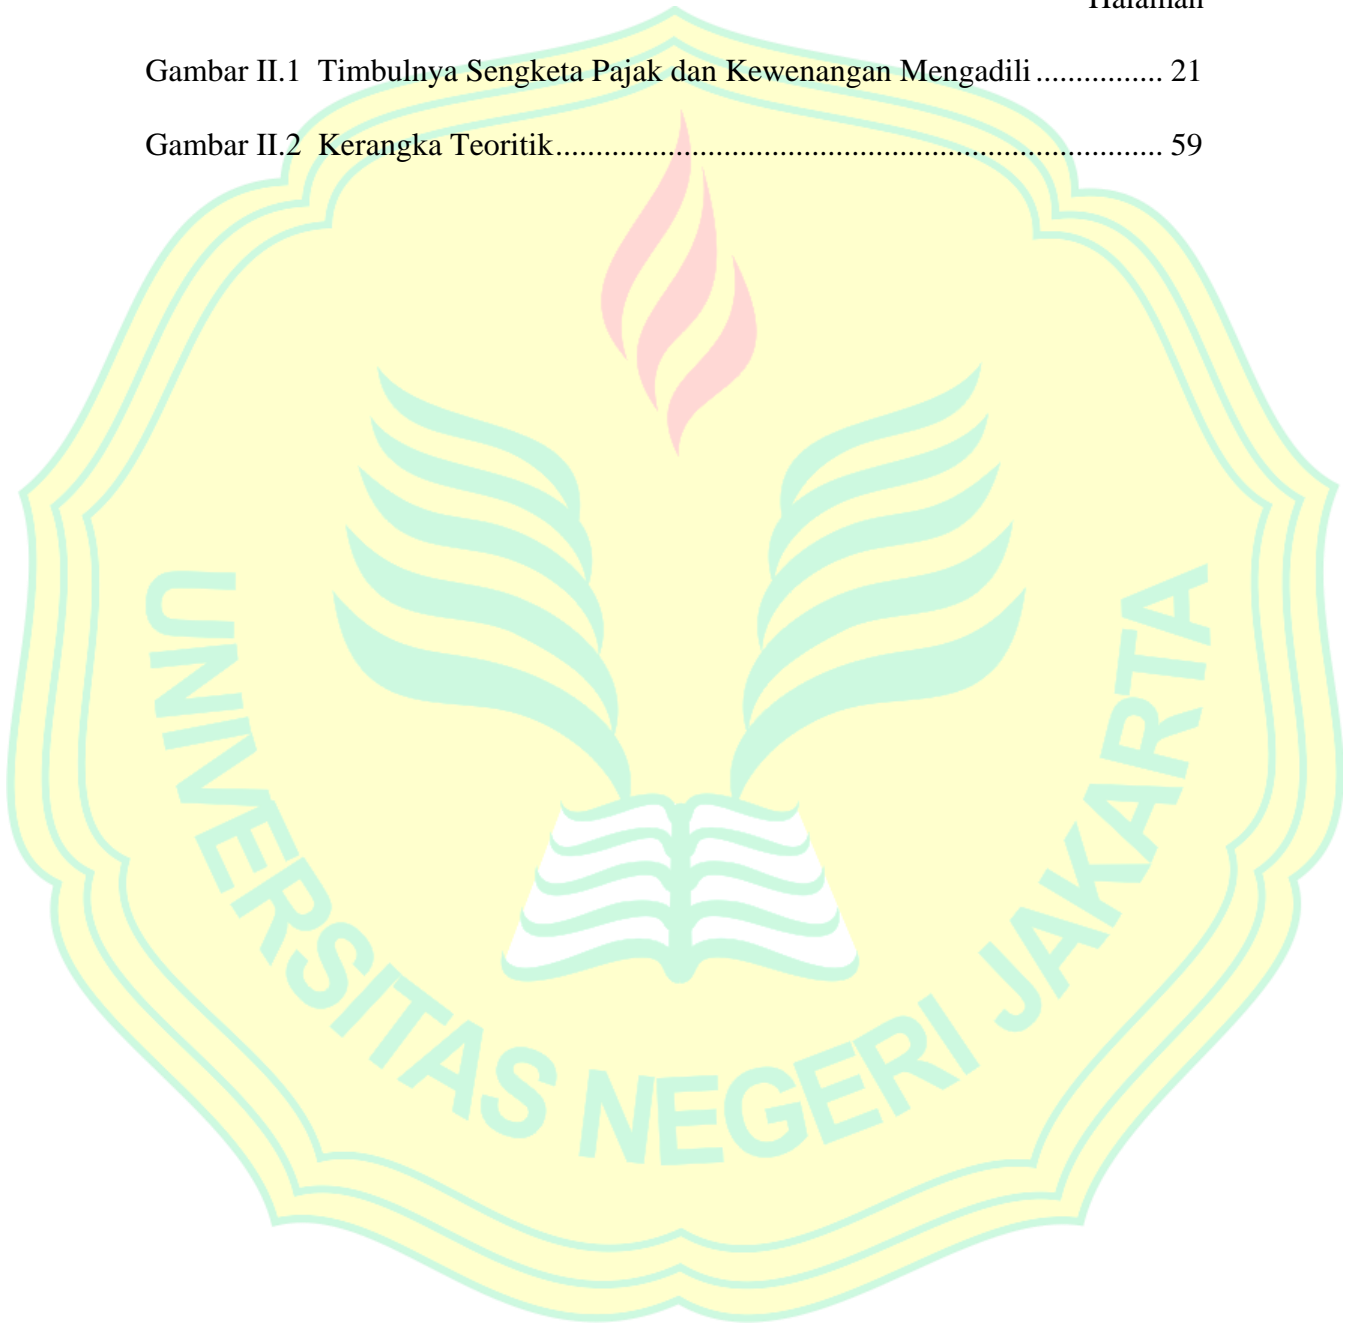 Halaman
Gambar II.1 Timbulnya Sengketa Pajak dan Kewenangan Mengadili ................ 21
Gambar II.2 Kerangka Teoritik............................................................................ 59
UNIVERSITAS NEGERI JAKARTA